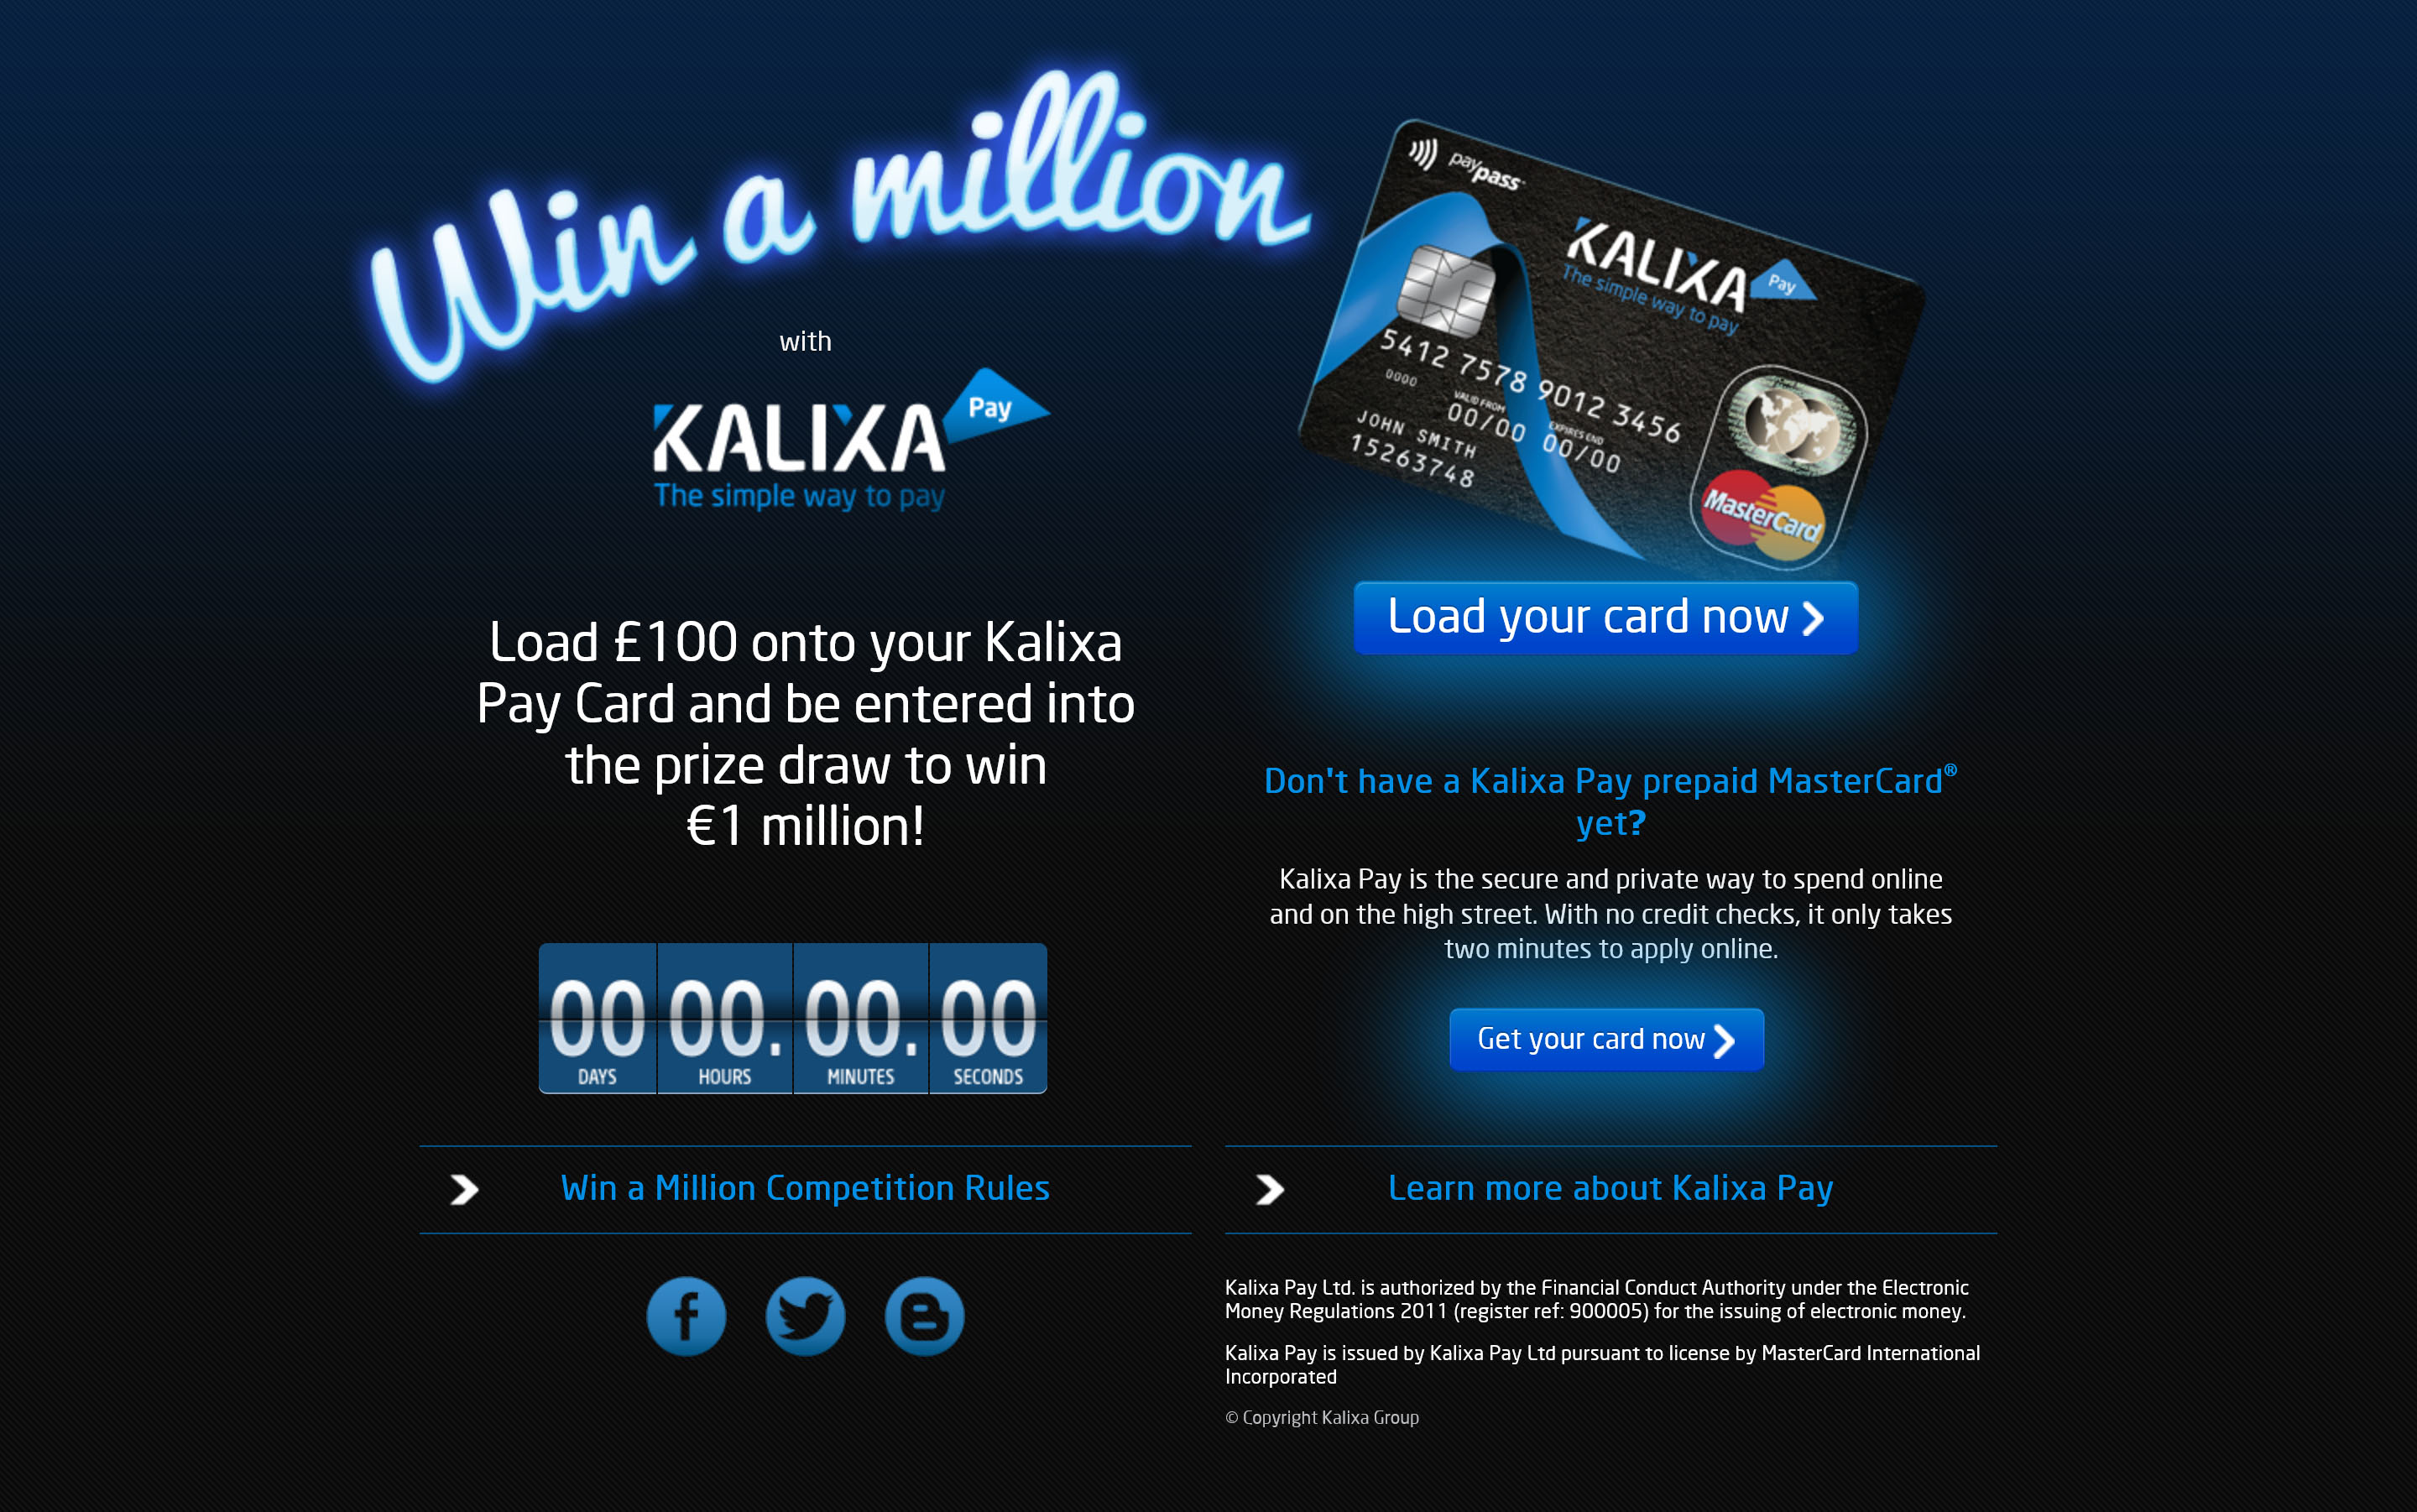 Win a million
with
KALIXA Pay
The simple way to pay
Load £100 onto your Kalixa
Pay Card and be entered into
the prize draw to win
€1 million!
00 00. 00. 00
DAYS HOURS MINUTES SECONDS
Win a Million Competition Rules
paypass™
KALIXA Pay
The simple way to pay
5412 7578 9012 3456
0000
VALID FROM 00/00 EXPIRES END 00/00
JOHN SMITH
15263748
MasterCard
Load your card now
Don't have a Kalixa Pay prepaid MasterCard®
yet?
Kalixa Pay is the secure and private way to spend online
and on the high street. With no credit checks, it only takes
two minutes to apply online.
Get your card now
Learn more about Kalixa Pay
Kalixa Pay Ltd. is authorized by the Financial Conduct Authority under the Electronic
Money Regulations 2011 (register ref: 900005) for the issuing of electronic money.
Kalixa Pay is issued by Kalixa Pay Ltd pursuant to license by MasterCard International
Incorporated
© Copyright Kalixa Group